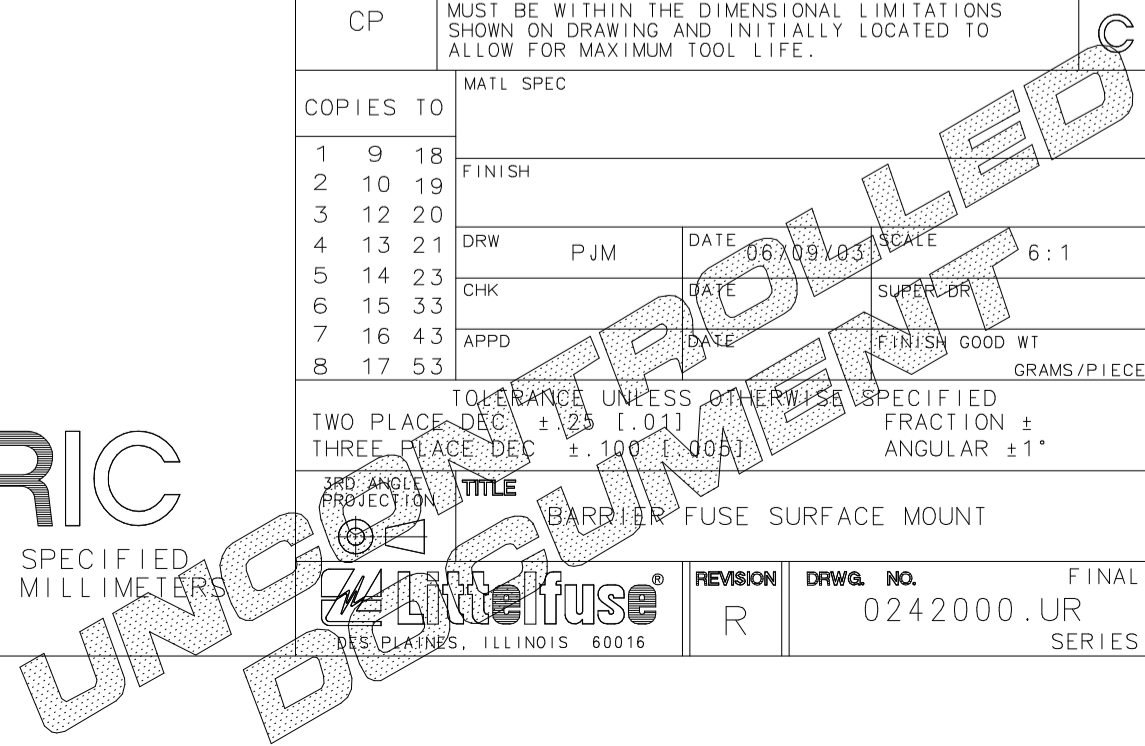 CP
MUST BE WITHIN THE DIMENSIONAL LIMITATIONS
SHOWN ON DRAWING AND INITIALLY LOCATED TO
ALLOW FOR MAXIMUM TOOL LIFE.
C
COPIES TO
1 9 18
2 10 19
3 12 20
4 13 21
5 14 23
6 15 33
7 16 43
8 17 53
MATL SPEC
FINISH
DRW PJM DATE 06/09/03 SCALE 6:1
CHK DATE SUPER DR
APPD DATE FINISH GOOD WT
GRAMS/PIECE
TOLERANCE UNLESS OTHERWISE SPECIFIED
TWO PLACE DEC ±.25 [.01] FRACTION ±
THREE PLACE DEC ±.100 [.005] ANGULAR ±1°
RIC
SPECIFIED
MILLIMETERS
3RD ANGLE
PROJECTION
TITLE
BARRIER FUSE SURFACE MOUNT
Littelfuse®
DES PLAINES, ILLINOIS 60016
REVISION
R
DRWG. NO. FINAL
0242000.UR
SERIES
UNCONTROLLED
DOCUMENT